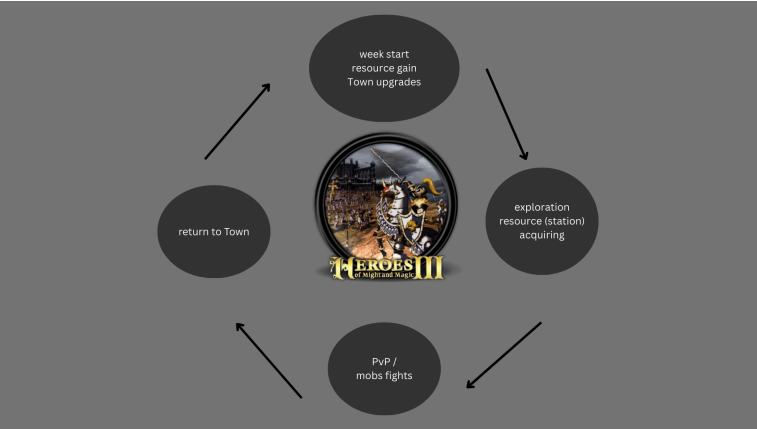 week start
resource gain
Town upgrades
exploration
resource (station)
acquiring
return to Town
HEROES III
of Might and Magic
PvP /
mobs fights